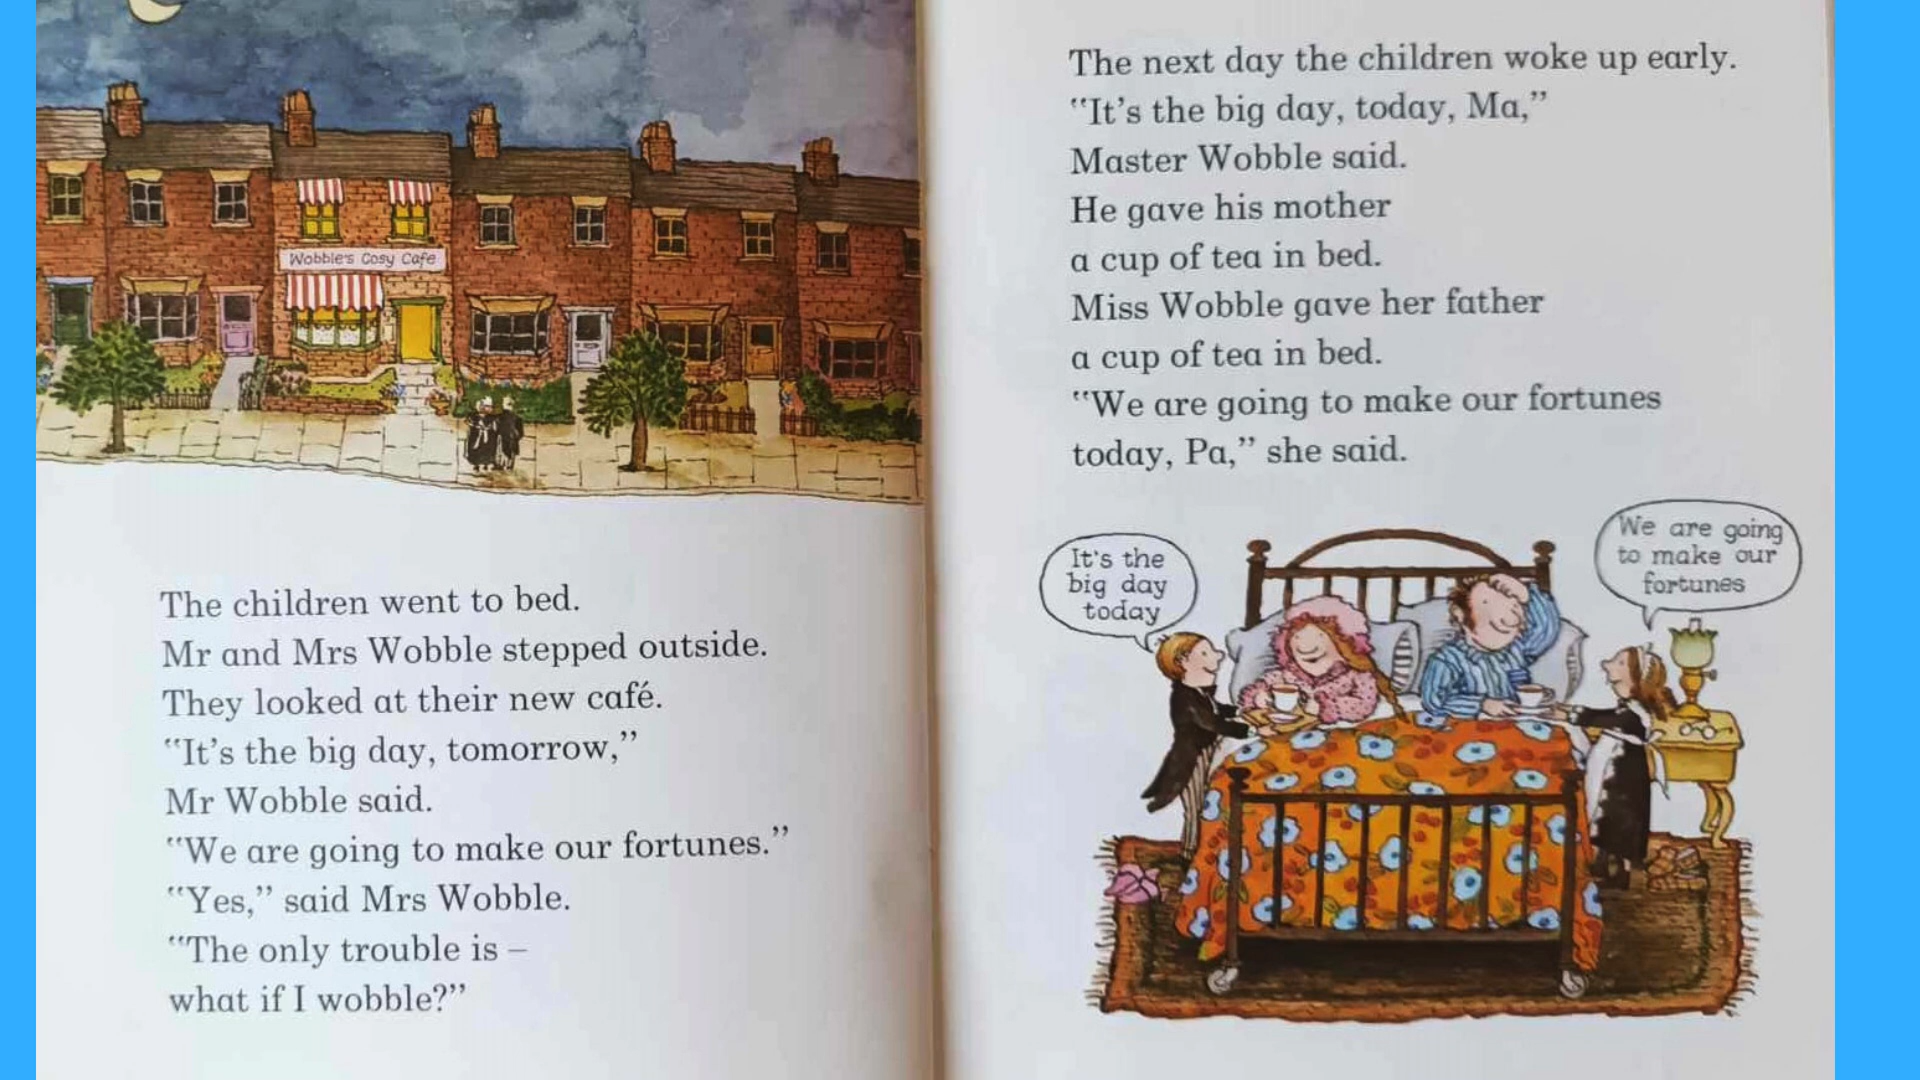 Wobble's Cosy Cafe
The children went to bed.
Mr and Mrs Wobble stepped outside.
They looked at their new café.
“It’s the big day, tomorrow,”
Mr Wobble said.
“We are going to make our fortunes.”
“Yes,” said Mrs Wobble.
“The only trouble is –
what if I wobble?”
The next day the children woke up early.
“It’s the big day, today, Ma,”
Master Wobble said.
He gave his mother
a cup of tea in bed.
Miss Wobble gave her father
a cup of tea in bed.
“We are going to make our fortunes
today, Pa,” she said.
It's the
big day
today
We are going
to make our
fortunes